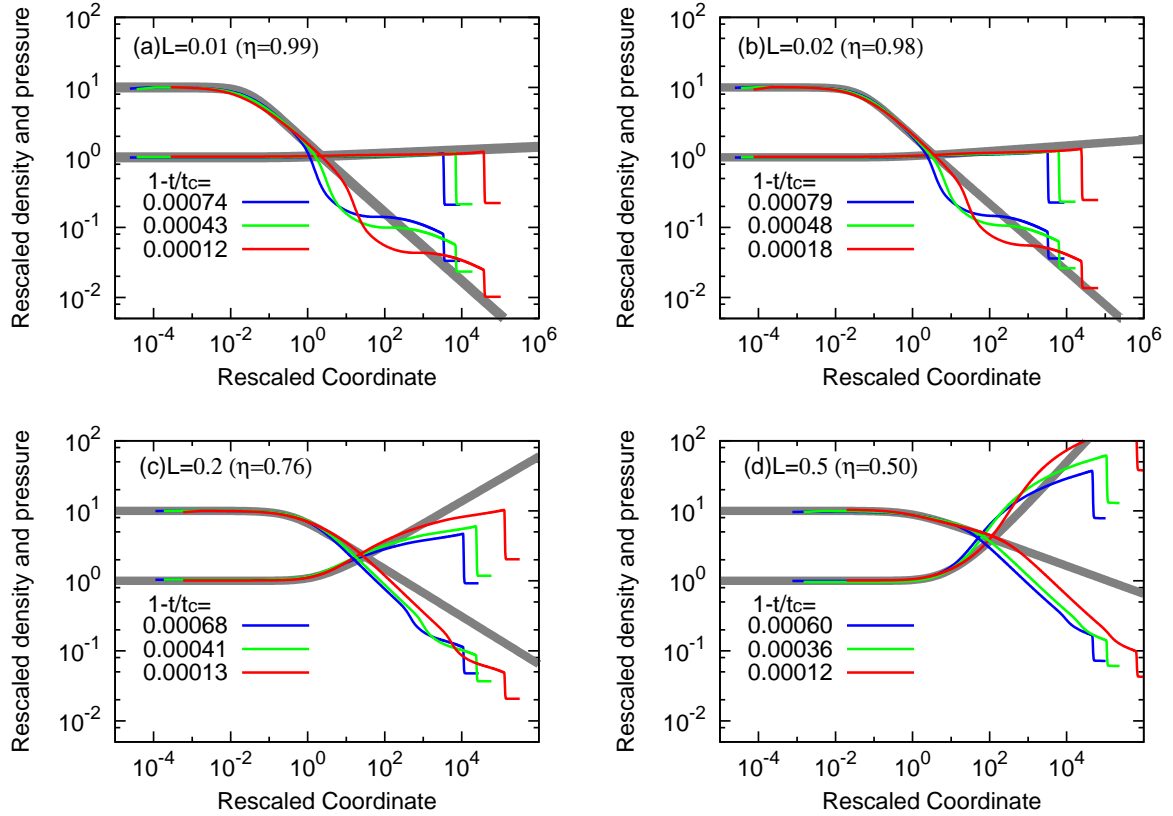 (a)L=0.01 (η=0.99)
Rescaled density and pressure
10^2
10^1
10^0
10^-1
10^-2
1-t/tc=
0.00074
0.00043
0.00012
10^-4 10^-2 10^0 10^2 10^4 10^6
Rescaled Coordinate
(b)L=0.02 (η=0.98)
Rescaled density and pressure
10^2
10^1
10^0
10^-1
10^-2
1-t/tc=
0.00079
0.00048
0.00018
10^-4 10^-2 10^0 10^2 10^4 10^6
Rescaled Coordinate
(c)L=0.2 (η=0.76)
Rescaled density and pressure
10^2
10^1
10^0
10^-1
10^-2
1-t/tc=
0.00068
0.00041
0.00013
10^-4 10^-2 10^0 10^2 10^4
Rescaled Coordinate
(d)L=0.5 (η=0.50)
Rescaled density and pressure
10^2
10^1
10^0
10^-1
10^-2
1-t/tc=
0.00060
0.00036
0.00012
10^-4 10^-2 10^0 10^2 10^4
Rescaled Coordinate